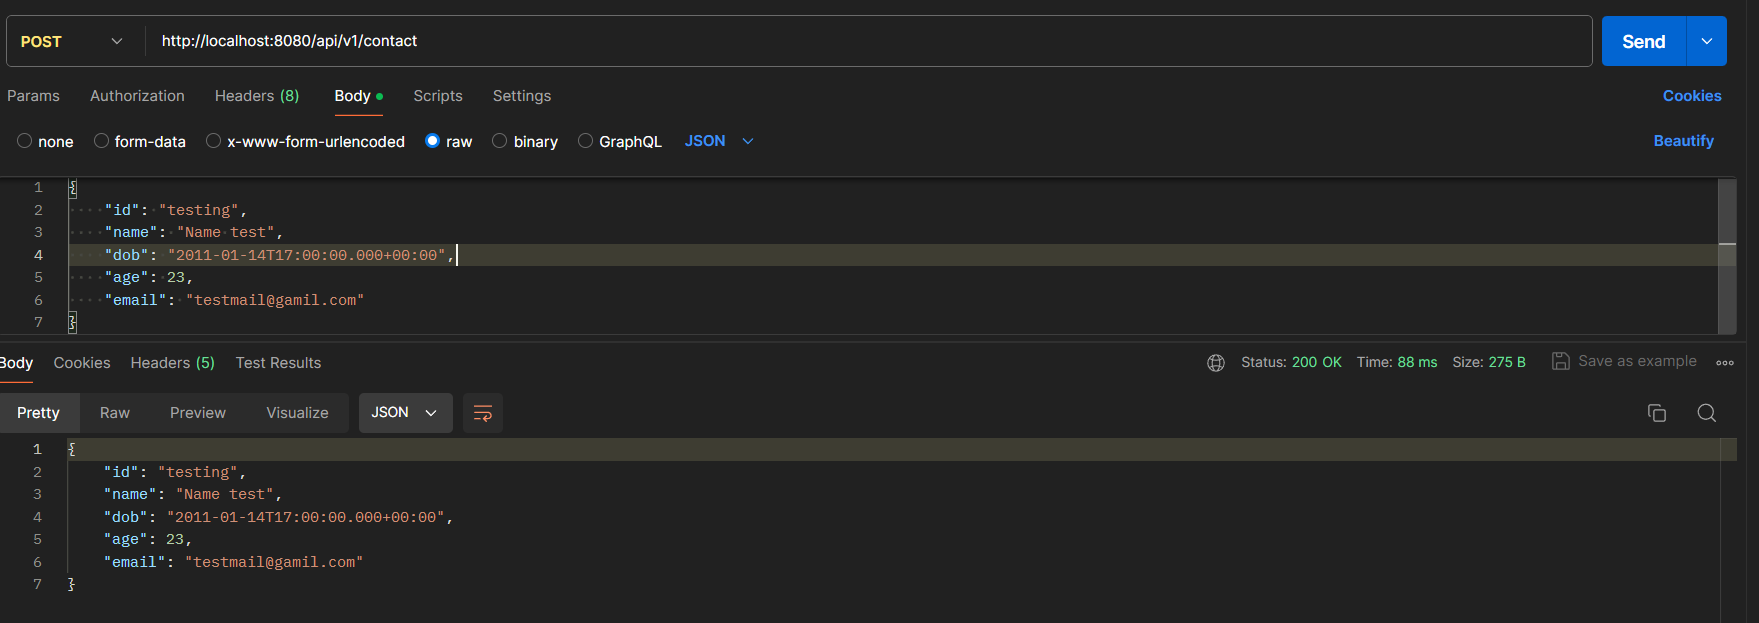 POST http://localhost:8080/api/v1/contact Send
Params Authorization Headers (8) Body Scripts Settings Cookies
none form-data x-www-form-urlencoded raw binary GraphQL JSON Beautify
1 {
2 "id": "testing",
3 "name": "Name test",
4 "dob": "2011-01-14T17:00:00.000+00:00",
5 "age": 23,
6 "email": "testmail@gamil.com"
7 }
Body Cookies Headers (5) Test Results Status: 200 OK Time: 88 ms Size: 275 B Save as example
Pretty Raw Preview Visualize JSON
1 {
2 "id": "testing",
3 "name": "Name test",
4 "dob": "2011-01-14T17:00:00.000+00:00",
5 "age": 23,
6 "email": "testmail@gamil.com"
7 }